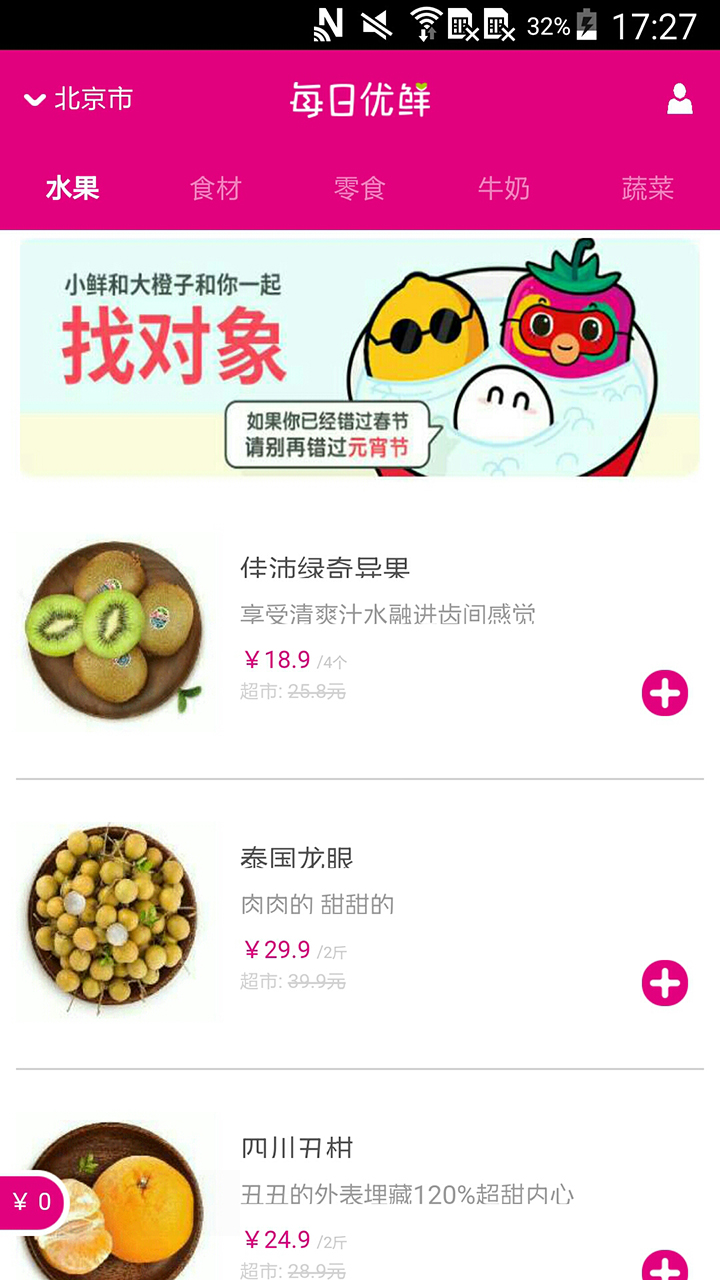 32% 17:27
北京市
每日优鲜
水果 食材 零食 牛奶 蔬菜
小鲜和大橙子和你一起
找对象
如果你已经错过春节
请别再错过元宵节
佳沛绿奇异果
享受清爽汁水融进齿间感觉
￥18.9 /4个
超市: 25.8元
泰国龙眼
肉肉的 甜甜的
￥29.9 /2斤
超市: 39.9元
四川丑柑
丑丑的外表埋藏120%超甜内心
￥ 0
￥24.9 /2斤
超市: 28.9元